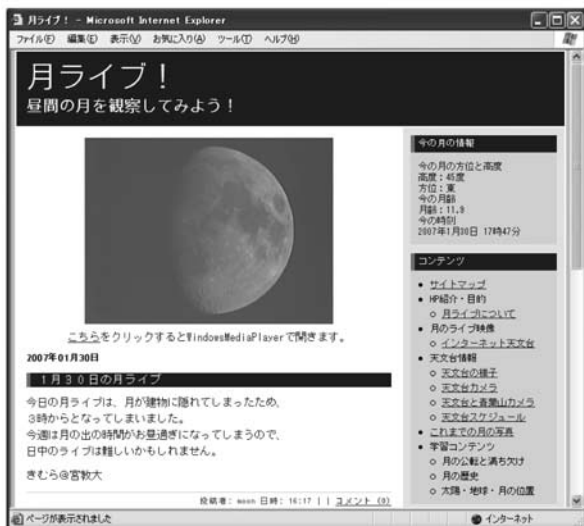 月ライブ！ - Microsoft Internet Explorer
ファイル(F) 編集(E) 表示(V) お気に入り(A) ツール(T) ヘルプ(H)
月ライブ！
昼間の月を観察してみよう！
こちらをクリックするとWindowsMediaPlayerで開きます。
2007年01月30日
１月３０日の月ライブ
今日の月ライブは、月が建物に隠れてしまったため、
３時からとなってしまいました。
今週は月の出の時間がお昼過ぎになってしまうので、
日中のライブは難しいかもしれません。
きむら@宮教大
投稿者: moon 日時: 16:17 | | コメント (0)
今の月の情報
今の月の方位と高度
高度：45度
方位：東
今の月齢
月齢：11.9
今の時刻
2007年1月30日 17時47分
コンテンツ
サイトマップ
HP紹介・目的
月ライブについて
月のライブ映像
インターネット天文台
天文台情報
天文台の様子
天文台カメラ
天文台と青葉山カメラ
天文台スケジュール
これまでの月の写真
学習コンテンツ
月の公転と満ち欠け
月の歴史
太陽・地球・月の位置
ページが表示されました
インターネット